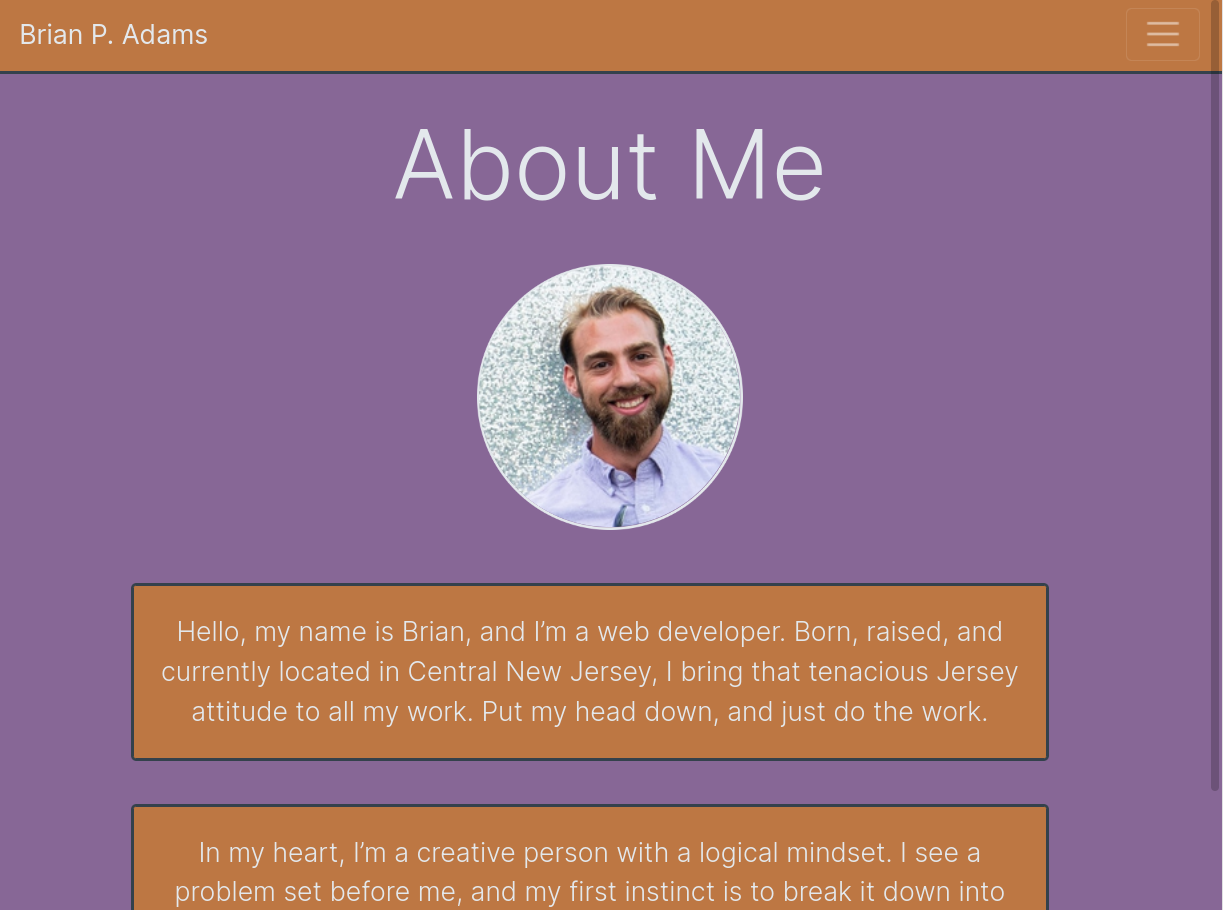 Brian P. Adams
About Me
Hello, my name is Brian, and I’m a web developer. Born, raised, and
currently located in Central New Jersey, I bring that tenacious Jersey
attitude to all my work. Put my head down, and just do the work.
In my heart, I’m a creative person with a logical mindset. I see a
problem set before me, and my first instinct is to break it down into